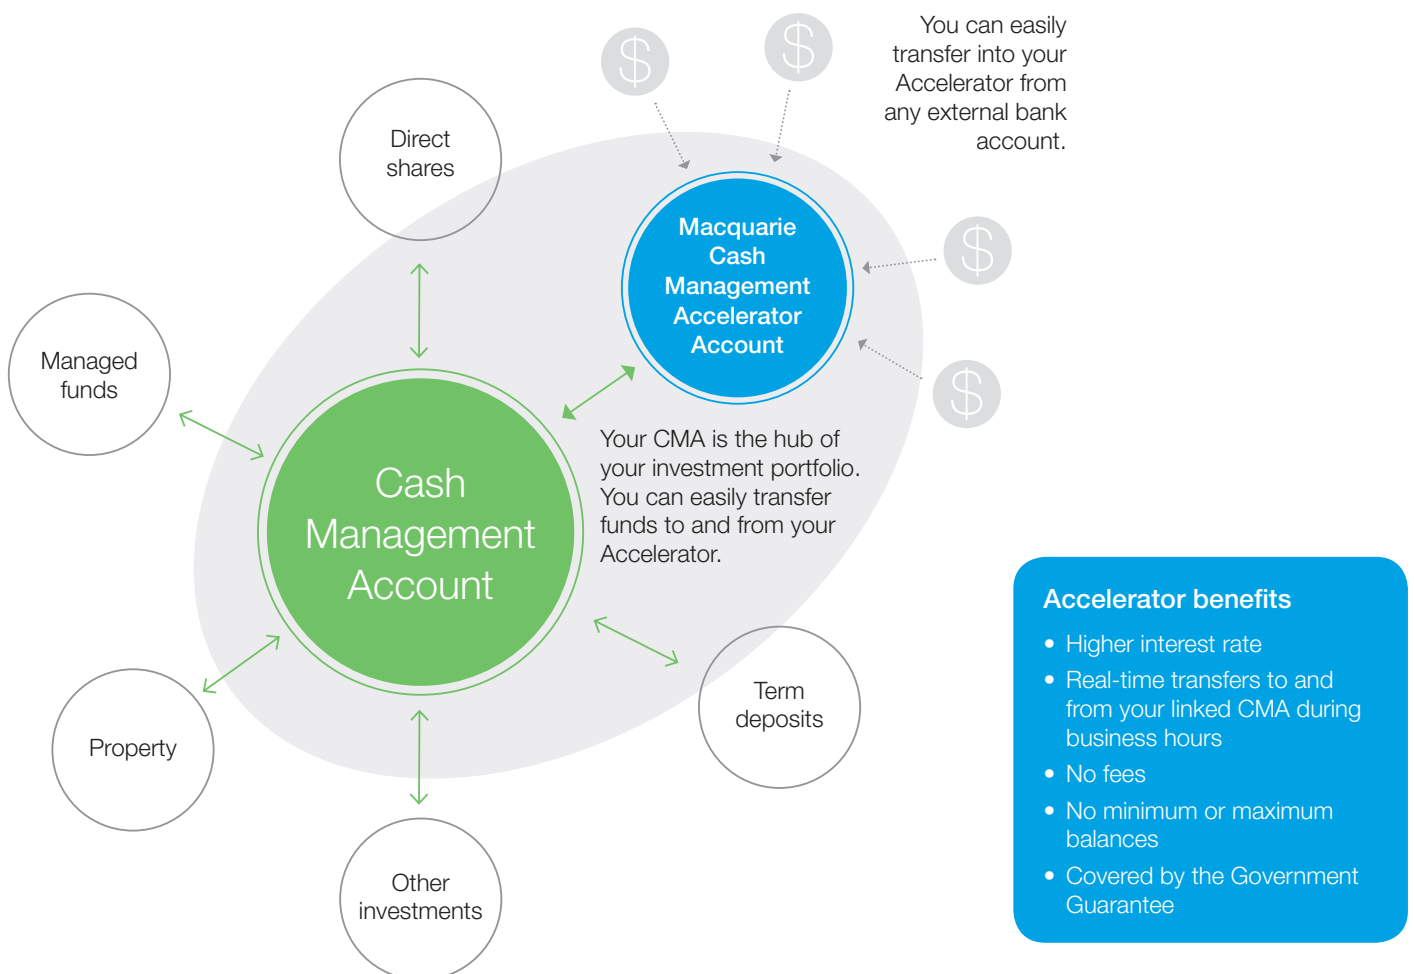 You can easily
transfer into your
Accelerator from
any external bank
account.
$
$
$
$
Direct
shares
Macquarie
Cash
Management
Accelerator
Account
Managed
funds
Your CMA is the hub of
your investment portfolio.
You can easily transfer
funds to and from your
Accelerator.
Cash
Management
Account
Term
deposits
Property
Other
investments
Accelerator benefits
• Higher interest rate
• Real-time transfers to and
from your linked CMA during
business hours
• No fees
• No minimum or maximum
balances
• Covered by the Government
Guarantee